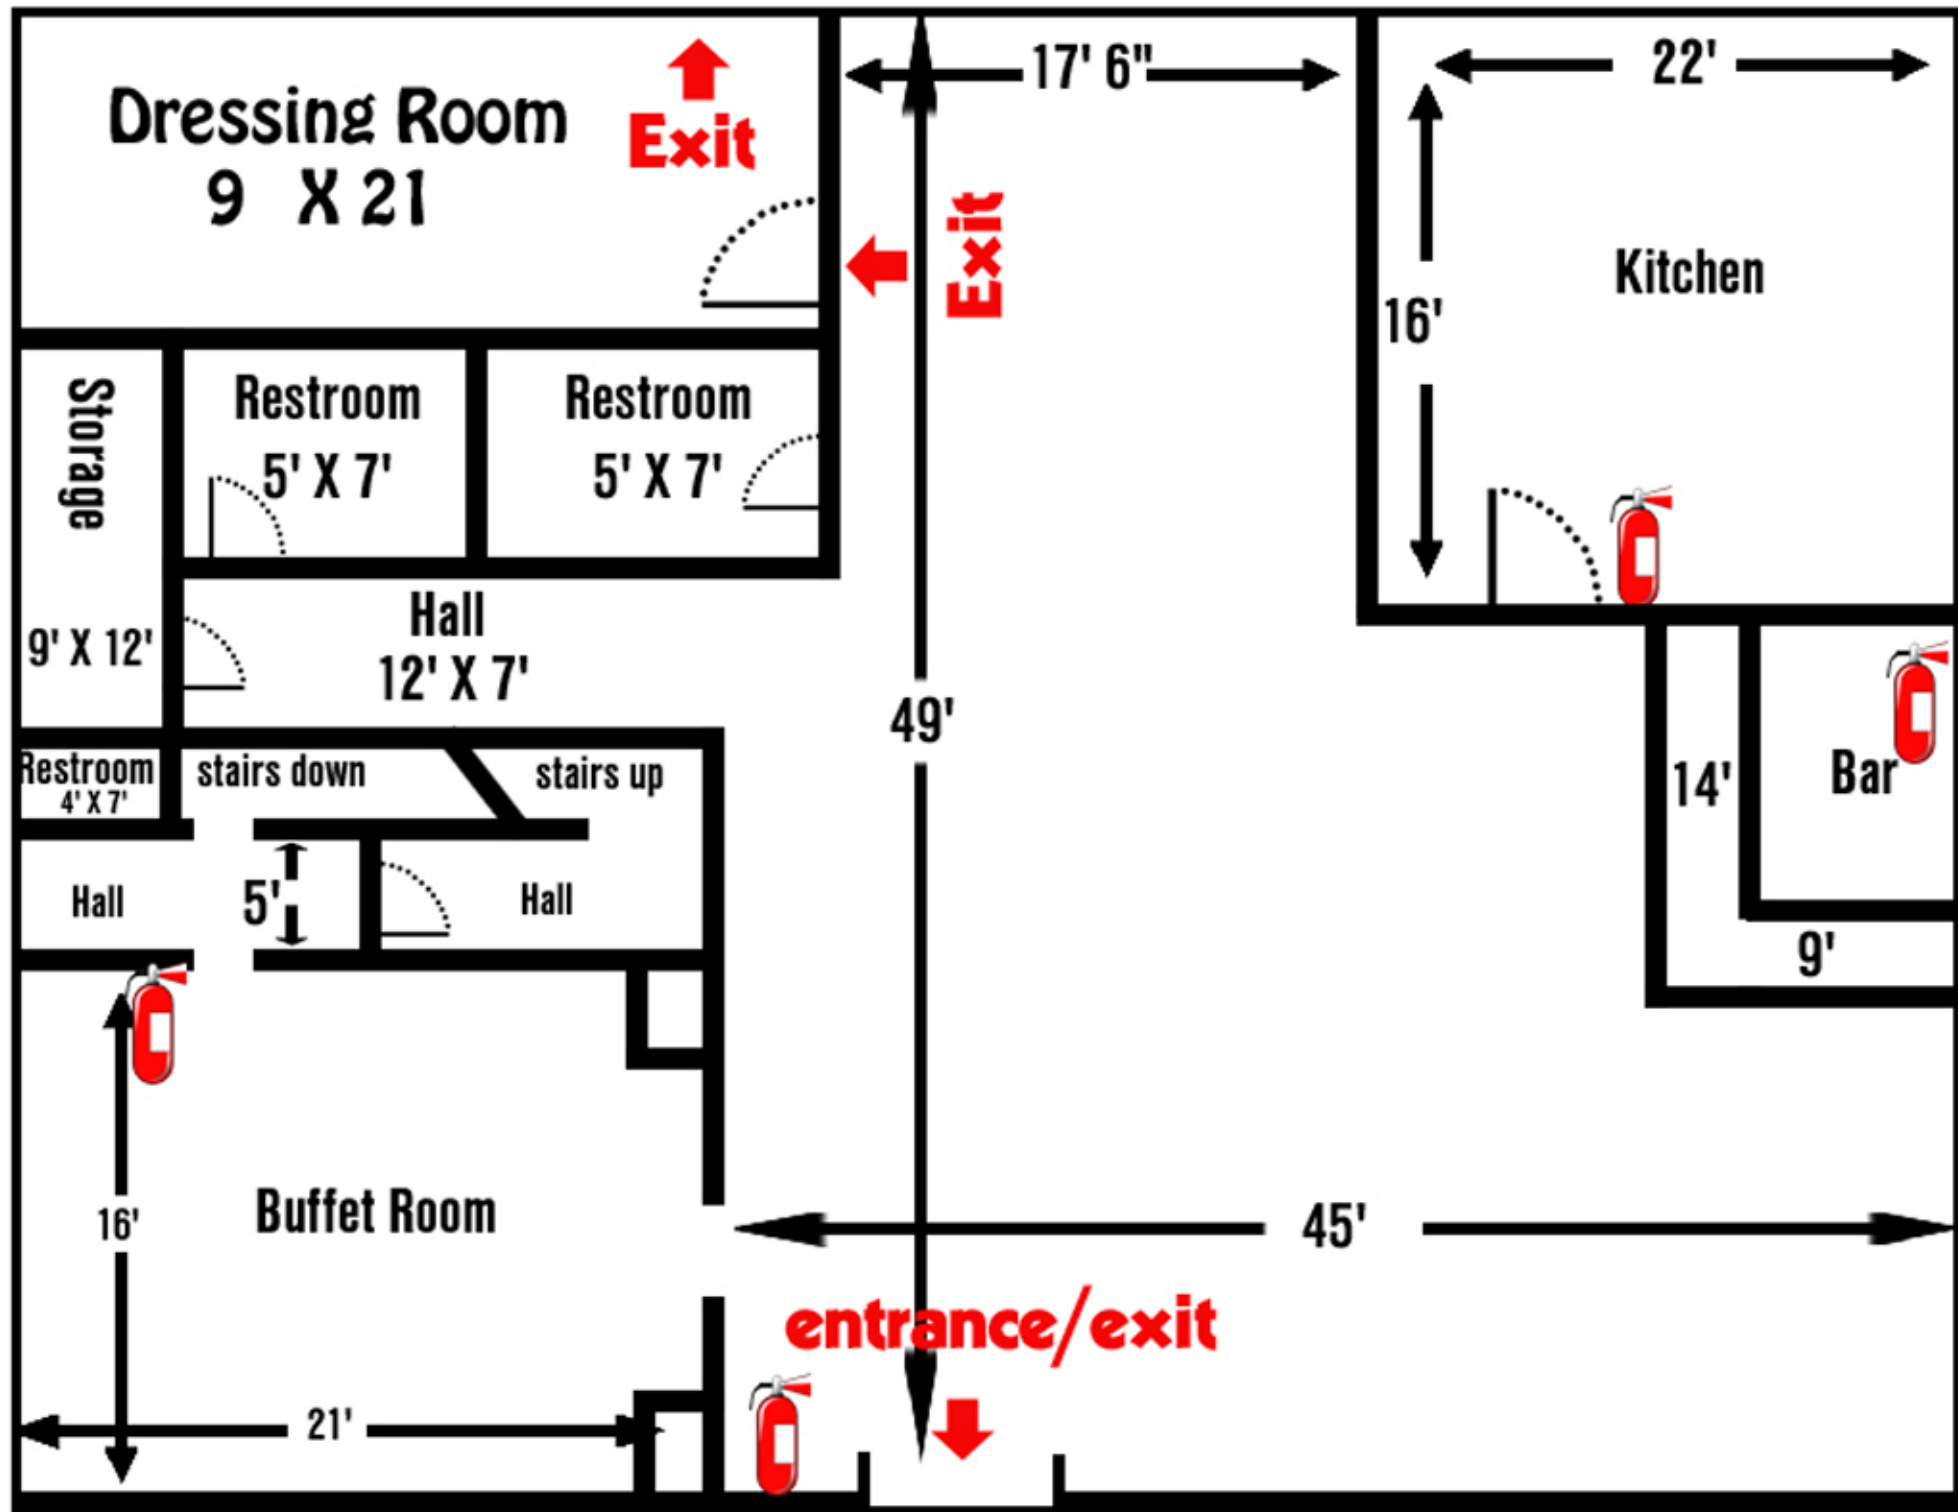 Dressing Room
9 X 21
Exit
Exit
17' 6"
22'
16'
Kitchen
Storage
9' X 12'
Restroom
5' X 7'
Restroom
5' X 7'
Hall
12' X 7'
49'
Restroom
4' X 7'
stairs down
stairs up
14'
Bar
9'
Hall
5'
Hall
16'
Buffet Room
45'
21'
entrance/exit